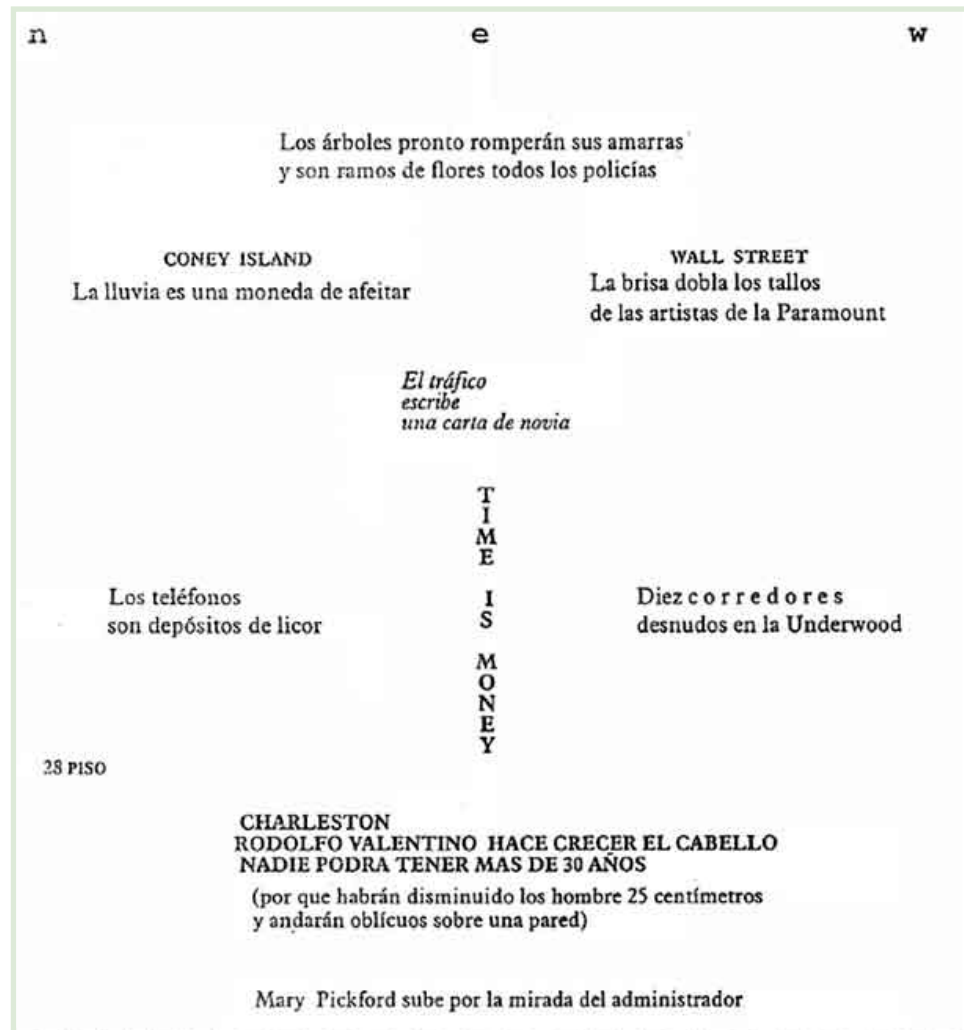 n e w
Los árboles pronto romperán sus amarras
y son ramos de flores todos los policías
CONEY ISLAND
La lluvia es una moneda de afeitar
WALL STREET
La brisa dobla los tallos
de las artistas de la Paramount
El tráfico
escribe
una carta de novia
TIME IS MONEY
Los teléfonos
son depósitos de licor
Diez corredores
desnudos en la Underwood
28 PISO
CHARLESTON
RODOLFO VALENTINO HACE CRECER EL CABELLO
NADIE PODRA TENER MAS DE 30 AÑOS
(por que habrán disminuido los hombre 25 centímetros
y andarán oblícuos sobre una pared)
Mary Pickford sube por la mirada del administrador